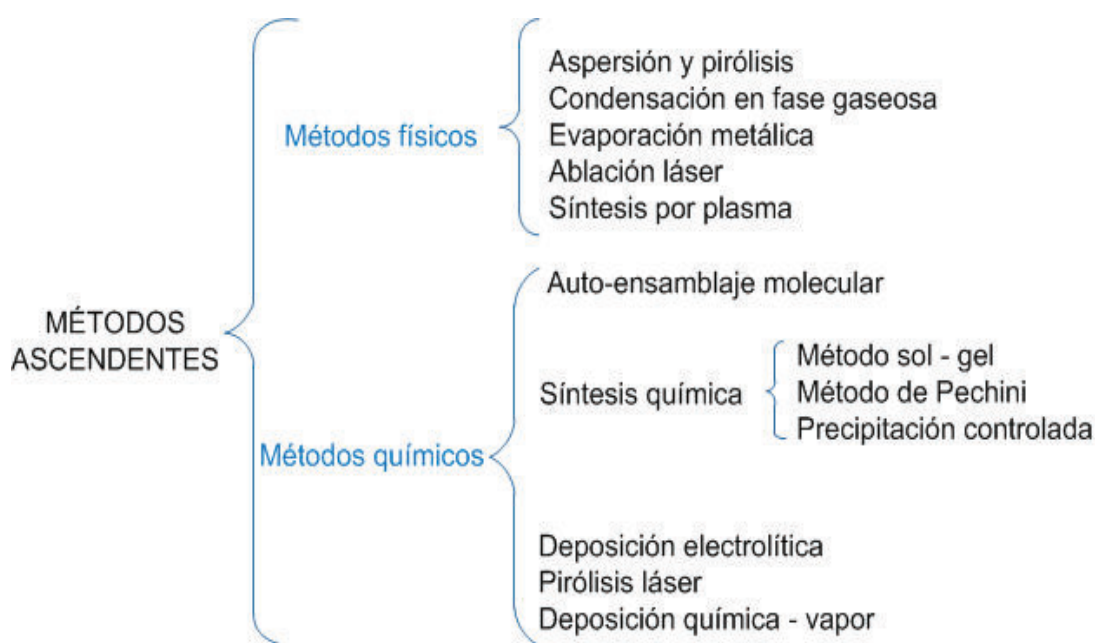 MÉTODOS
ASCENDENTES
Métodos físicos
Aspersión y pirólisis
Condensación en fase gaseosa
Evaporación metálica
Ablación láser
Síntesis por plasma
Métodos químicos
Auto-ensamblaje molecular
Síntesis química
Método sol - gel
Método de Pechini
Precipitación controlada
Deposición electrolítica
Pirólisis láser
Deposición química - vapor